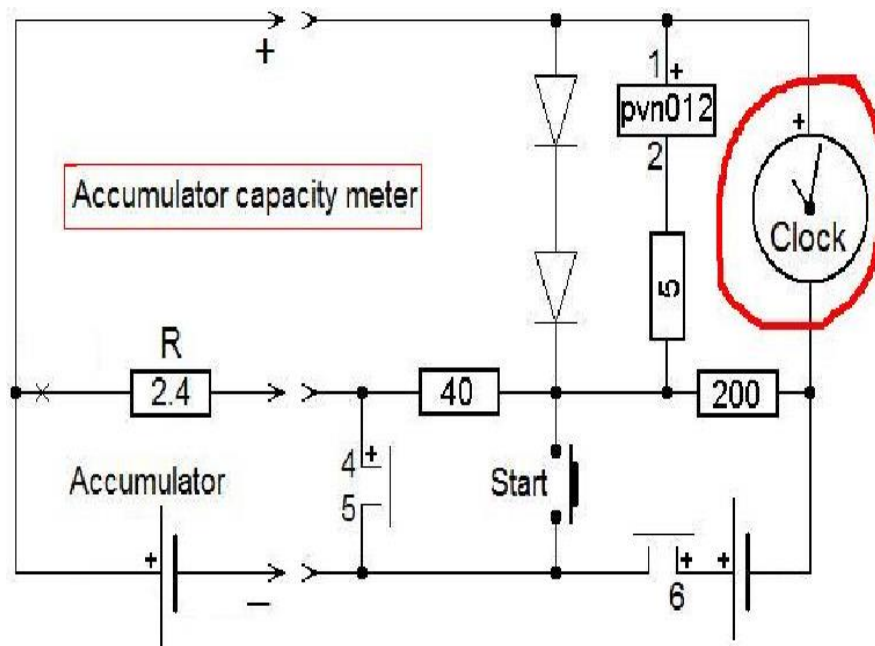 +
1 +
pvn012
2
+
Clock
Accumulator capacity meter
5
R
2.4
40
200
4 +
5
Start
Accumulator
+
−
6
+ +